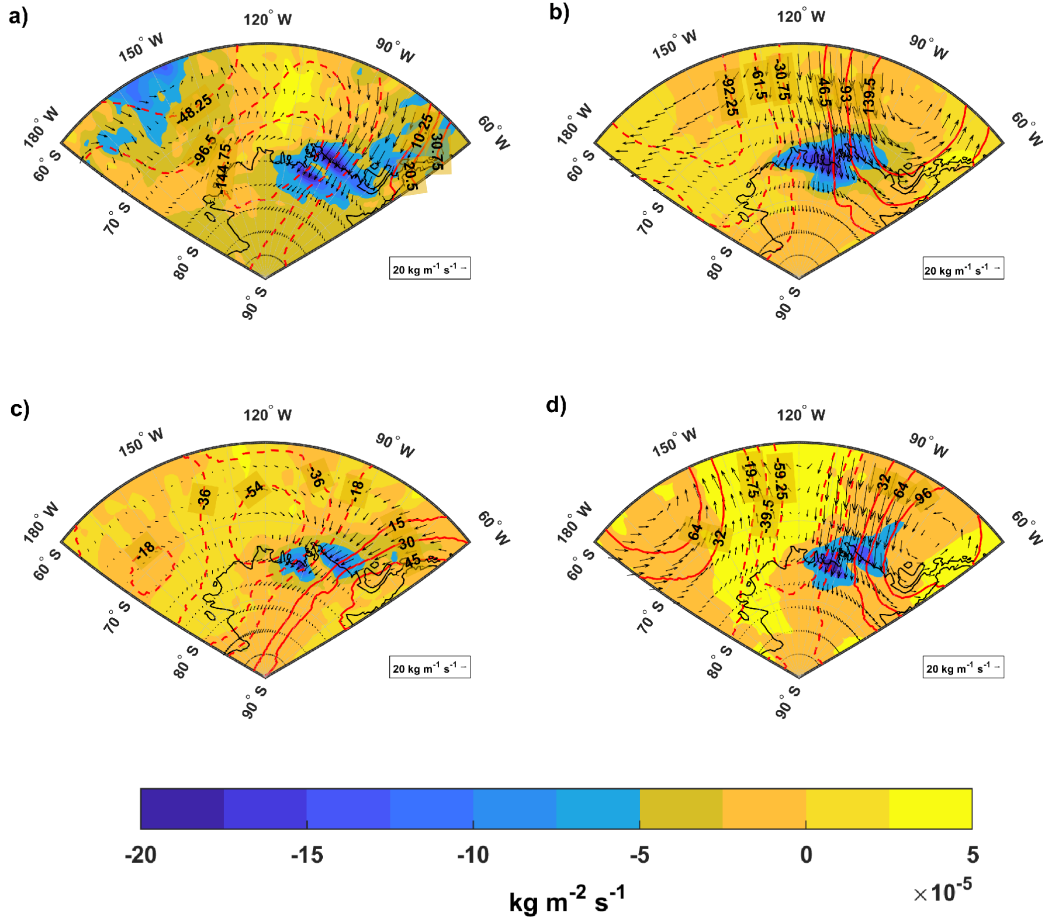 a)
120° W
150° W
90° W
180° W
60° W
60° S
70° S
80° S
90° S
-48.25
-96.5
-144.75
10.25
20.5
30.75
20 kg m-1 s-1
b)
120° W
150° W
90° W
180° W
60° W
60° S
70° S
80° S
90° S
-92.25
-61.5
-30.75
46.5
93
139.5
20 kg m-1 s-1
c)
120° W
150° W
90° W
180° W
60° W
60° S
70° S
80° S
90° S
-36
-54
-36
-18
-18
15
30
45
20 kg m-1 s-1
d)
120° W
150° W
90° W
180° W
60° W
60° S
70° S
80° S
90° S
64
32
-19.75
-39.5
-59.25
32
64
96
20 kg m-1 s-1
-20 -15 -10 -5 0 5
×10-5
kg m-2 s-1